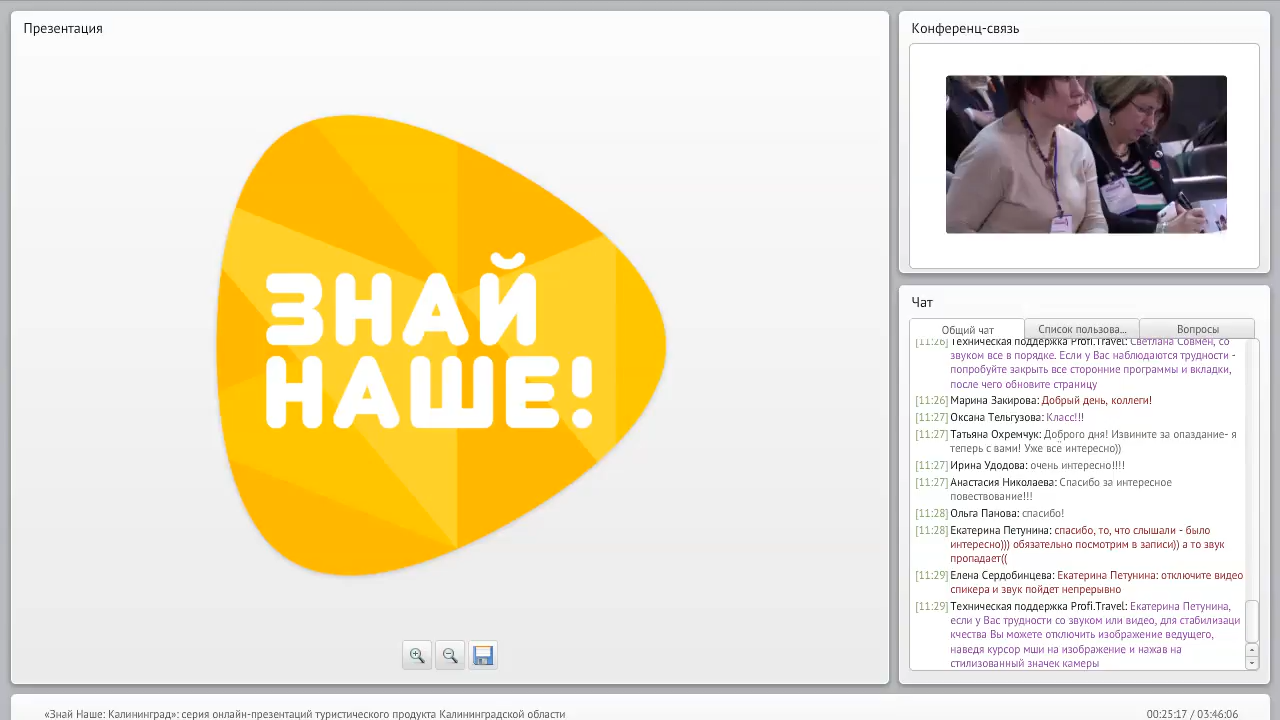 Презентация
ЗНАЙ
НАШЕ!
Конференц-связь
Чат
Общий чат
Список пользова...
Вопросы
[11:26] Техническая поддержка Profi.Travel: Светлана Совмен, со
звуком все в порядке. Если у Вас наблюдаются трудности -
попробуйте закрыть все сторонние программы и вкладки,
после чего обновите страницу
[11:26] Марина Закирова: Добрый день, коллеги!
[11:27] Оксана Тельгузова: Класс!!!
[11:27] Татьяна Охремчук: Доброго дня! Извините за опаздание- я
теперь с вами! Уже всё интересно))
[11:27] Ирина Удодова: очень интересно!!!!
[11:27] Анастасия Николаева: Спасибо за интересное
повествование!!!
[11:28] Ольга Панова: спасибо!
[11:28] Екатерина Петунина: спасибо, то, что слышали - было
интересно))) обязательно посмотрим в записи)) а то звук
пропадает((
[11:29] Елена Сердобинцева: Екатерина Петунина: отключите видео
спикера и звук пойдет непрерывно
[11:29] Техническая поддержка Profi.Travel: Екатерина Петунина,
если у Вас трудности со звуком или видео, для стабилизаци
кчества Вы можете отключить изображение ведущего,
наведя курсор мши на изображение и нажав на
стилизованный значек камеры
«Знай Наше: Калининград»: серия онлайн-презентаций туристического продукта Калининградской области
00:25:17 / 03:46:06